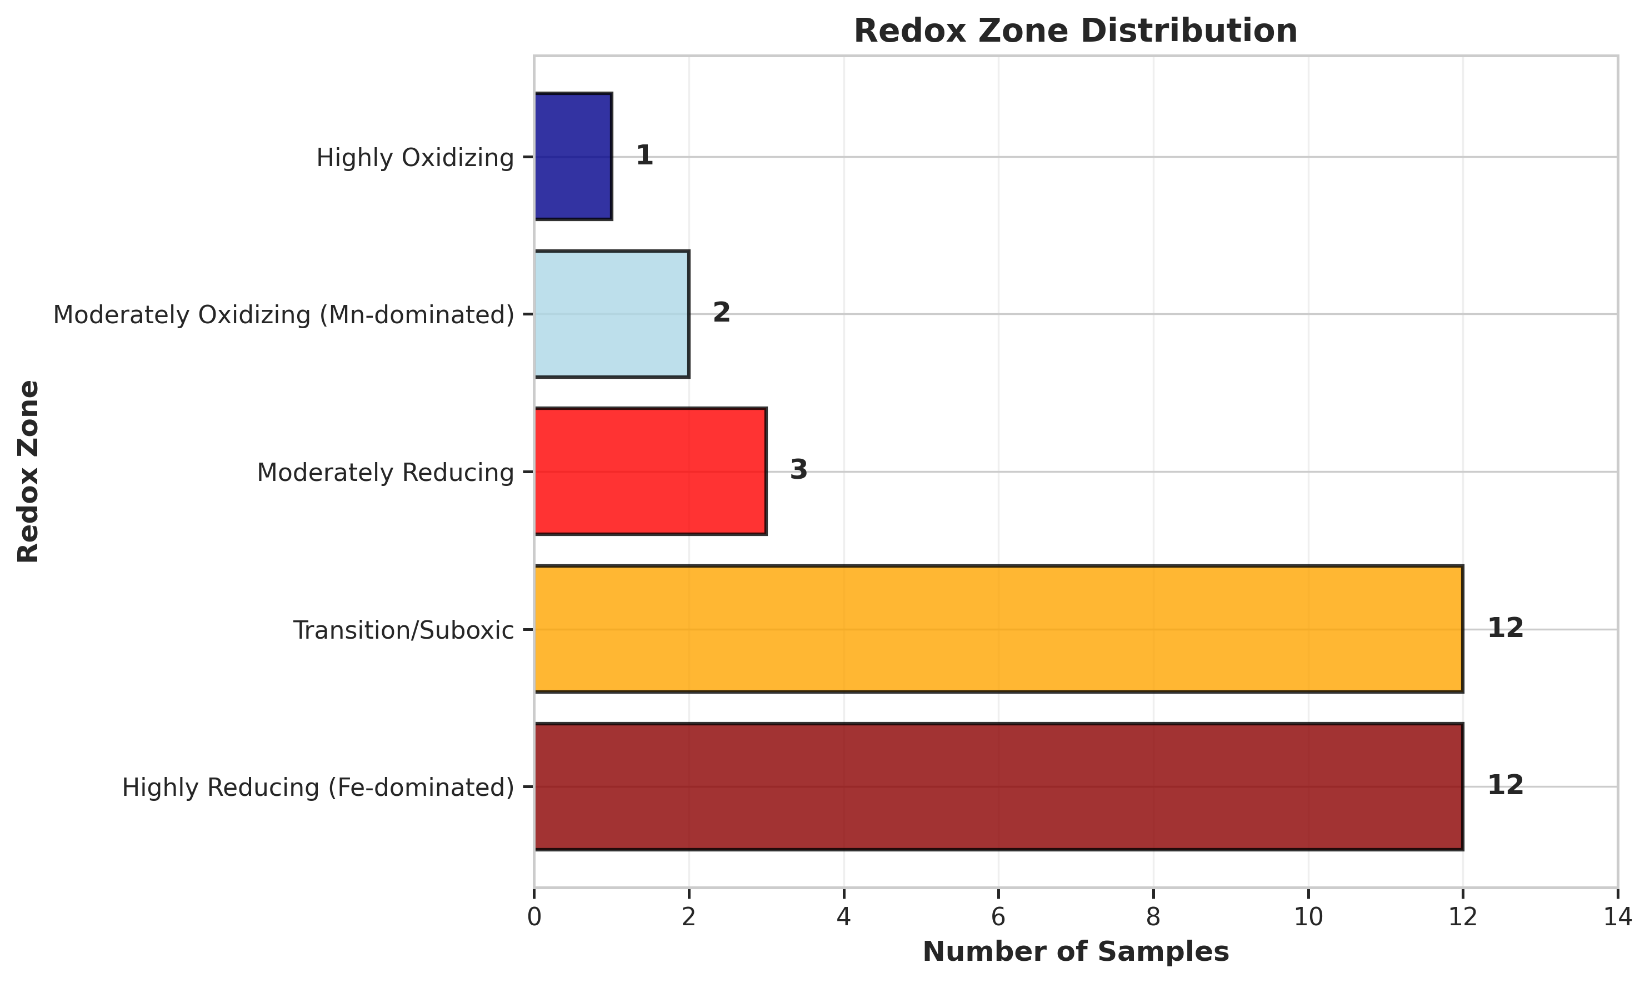 Redox Zone Distribution
Highly Oxidizing
1
Moderately Oxidizing (Mn-dominated)
2
Moderately Reducing
3
Transition/Suboxic
12
Highly Reducing (Fe-dominated)
12
Redox Zone
0 2 4 6 8 10 12 14
Number of Samples